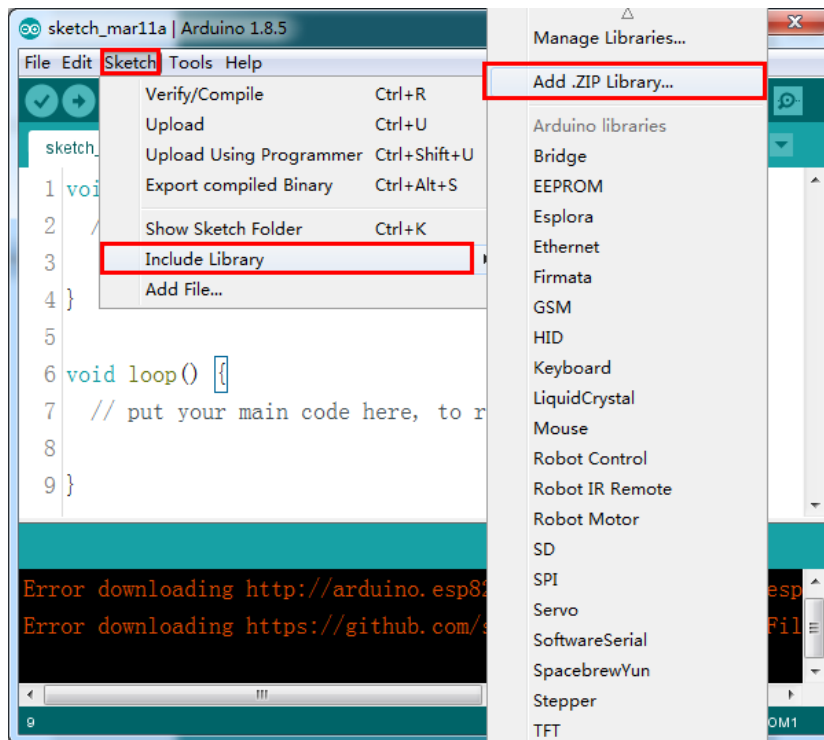 sketch_mar11a | Arduino 1.8.5
File Edit Sketch Tools Help
Verify/Compile Ctrl+R
Upload Ctrl+U
Upload Using Programmer Ctrl+Shift+U
Export compiled Binary Ctrl+Alt+S
Show Sketch Folder Ctrl+K
Include Library
Add File...
Manage Libraries...
Add .ZIP Library...
Arduino libraries
Bridge
EEPROM
Esplora
Ethernet
Firmata
GSM
HID
Keyboard
LiquidCrystal
Mouse
Robot Control
Robot IR Remote
Robot Motor
SD
SPI
Servo
SoftwareSerial
SpacebrewYun
Stepper
TFT
sketch_
1 voi
2 /
3
4 }
5
6 void loop() {
7 // put your main code here, to r
8
9 }
Error downloading http://arduino.esp82 esp
Error downloading https://github.com/s Fil
9 OM1